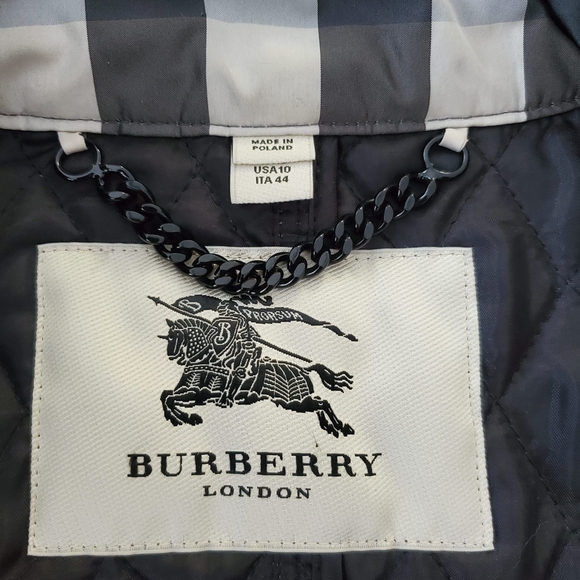 MADE IN
POLAND
USA10
ITA 44
B PRORSUM
B
BURBERRY
LONDON